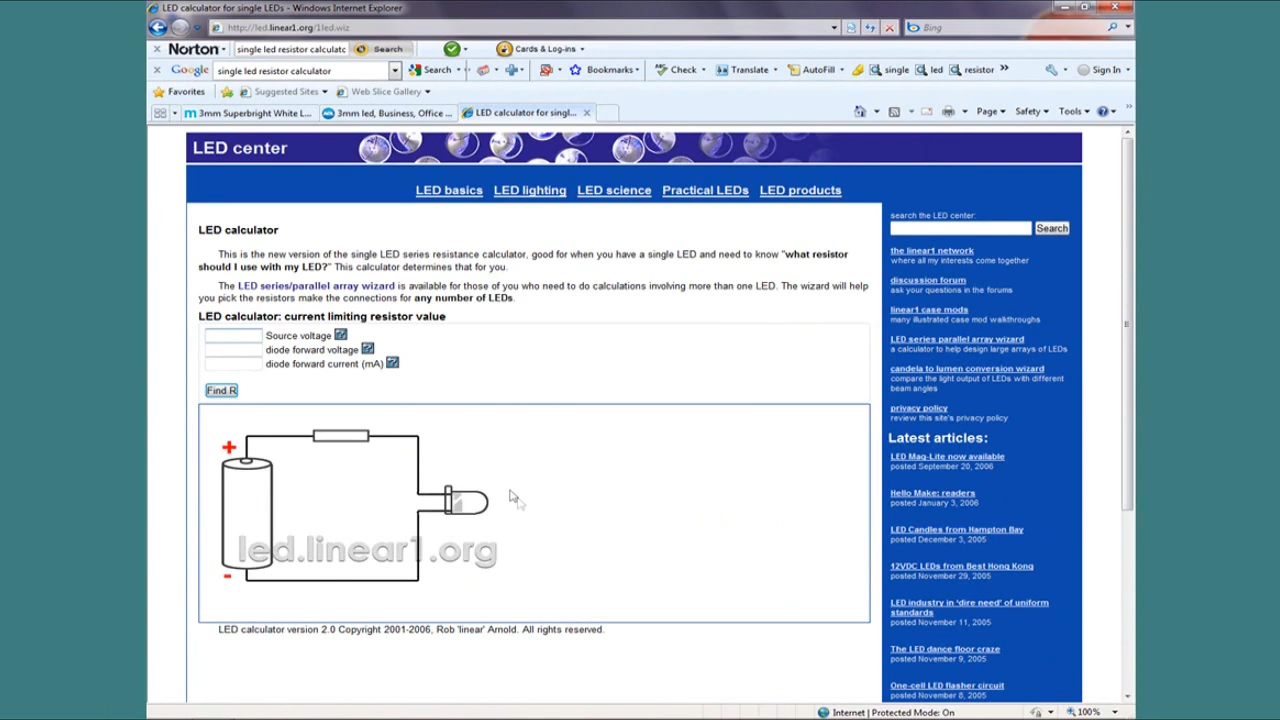 LED calculator for single LEDs - Windows Internet Explorer
http://led.linear1.org/1led.wiz
Bing
Norton
single led resistor calculatc
Search
Cards & Log-ins
Google
single led resistor calculator
Search
Bookmarks
Check
Translate
AutoFill
single
led
resistor
Sign In
Favorites
Suggested Sites
Web Slice Gallery
3mm Superbright White L...
3mm led, Business, Office ...
LED calculator for singl...
Page
Safety
Tools
LED center
LED basics LED lighting LED science Practical LEDs LED products
LED calculator
This is the new version of the single LED series resistance calculator, good for when you have a single LED and need to know "what resistor
should I use with my LED?" This calculator determines that for you.
The LED series/parallel array wizard is available for those of you who need to do calculations involving more than one LED. The wizard will help
you pick the resistors make the connections for any number of LEDs.
LED calculator: current limiting resistor value
Source voltage ?
diode forward voltage ?
diode forward current (mA) ?
Find R
+
-
led.linear1.org
LED calculator version 2.0 Copyright 2001-2006, Rob 'linear' Arnold. All rights reserved.
search the LED center:
Search
the linear1 network
where all my interests come together
discussion forum
ask your questions in the forums
linear1 case mods
many illustrated case mod walkthroughs
LED series parallel array wizard
a calculator to help design large arrays of LEDs
candela to lumen conversion wizard
compare the light output of LEDs with different
beam angles
privacy policy
review this site's privacy policy
Latest articles:
LED Mag-Lite now available
posted September 20, 2006
Hello Make: readers
posted January 3, 2006
LED Candles from Hampton Bay
posted December 3, 2005
12VDC LEDs from Best Hong Kong
posted November 29, 2005
LED industry in 'dire need' of uniform
standards
posted November 11, 2005
The LED dance floor craze
posted November 9, 2005
One-cell LED flasher circuit
posted November 8, 2005
Internet | Protected Mode: On
100%